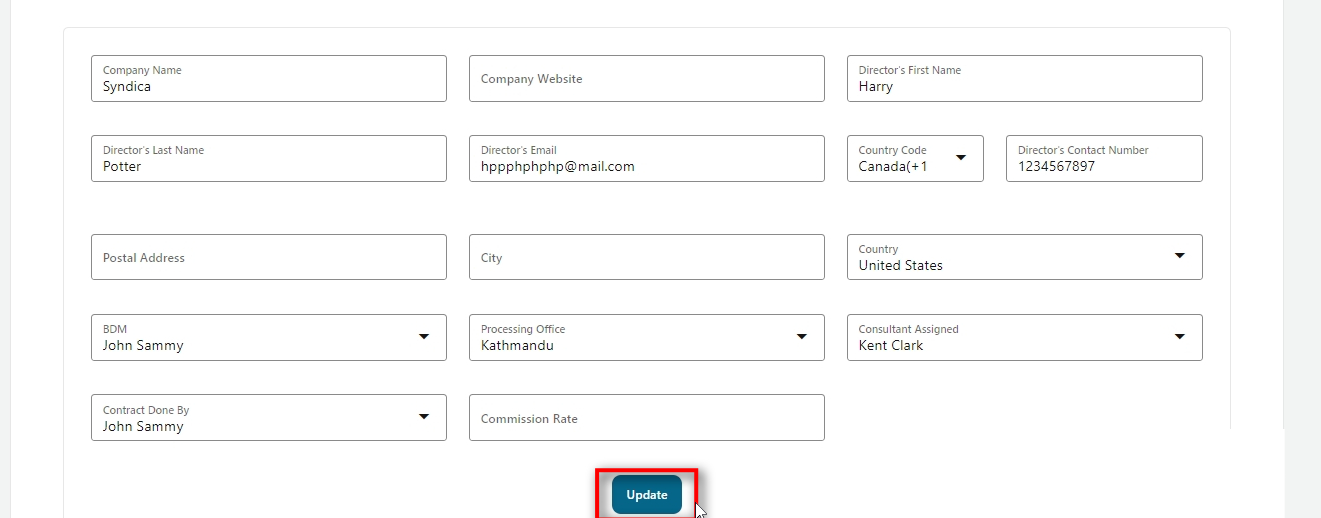 Company Name
Syndica
Company Website
Director's First Name
Harry
Director's Last Name
Potter
Director's Email
hppphphphp@mail.com
Country Code
Canada(+1
Director's Contact Number
1234567897
Postal Address
City
Country
United States
BDM
John Sammy
Processing Office
Kathmandu
Consultant Assigned
Kent Clark
Contract Done By
John Sammy
Commission Rate
Update